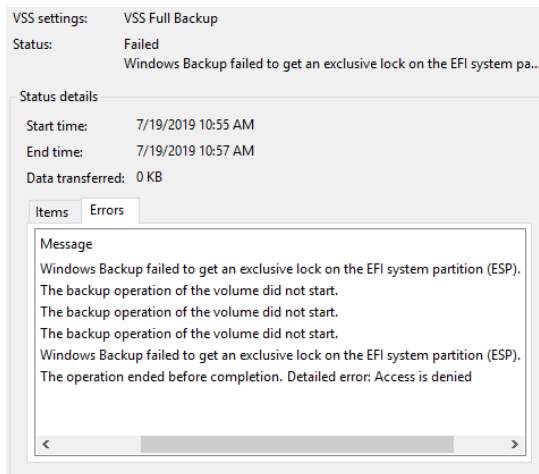 VSS settings: VSS Full Backup
Status: Failed
Windows Backup failed to get an exclusive lock on the EFI system pa...
Status details
Start time: 7/19/2019 10:55 AM
End time: 7/19/2019 10:57 AM
Data transferred: 0 KB
Items Errors
Message
Windows Backup failed to get an exclusive lock on the EFI system partition (ESP).
The backup operation of the volume did not start.
The backup operation of the volume did not start.
The backup operation of the volume did not start.
Windows Backup failed to get an exclusive lock on the EFI system partition (ESP).
The operation ended before completion. Detailed error: Access is denied